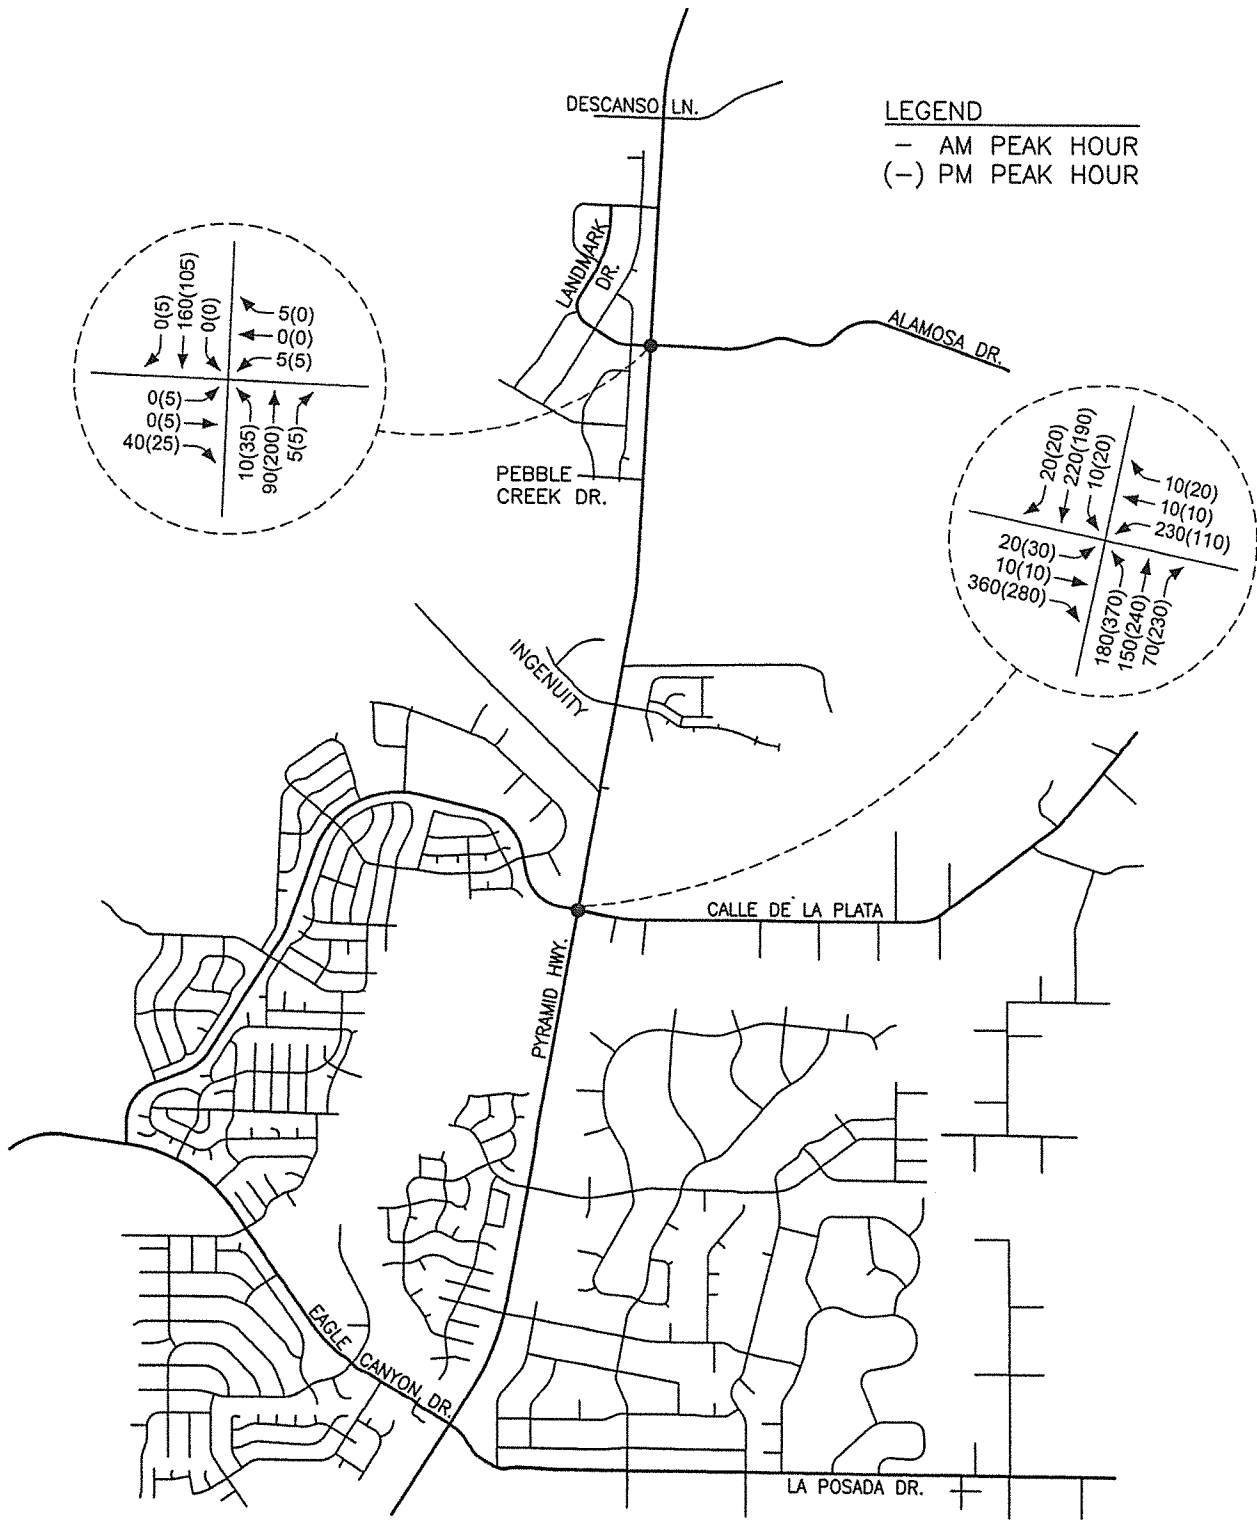 DESCANSO LN.
LEGEND
– AM PEAK HOUR
(–) PM PEAK HOUR
LANDMARK
DR.
0(5)
160(105)
0(0)
5(0)
0(0)
5(5)
0(5)
0(5)
40(25)
10(35)
90(200)
5(5)
ALAMOSA DR.
PEBBLE
CREEK DR.
20(20)
220(190)
10(20)
10(20)
10(10)
230(110)
20(30)
10(10)
360(280)
180(370)
150(240)
70(230)
INGENUITY
CALLE DE LA PLATA
PYRAMID HWY.
EAGLE CANYON DR.
LA POSADA DR.